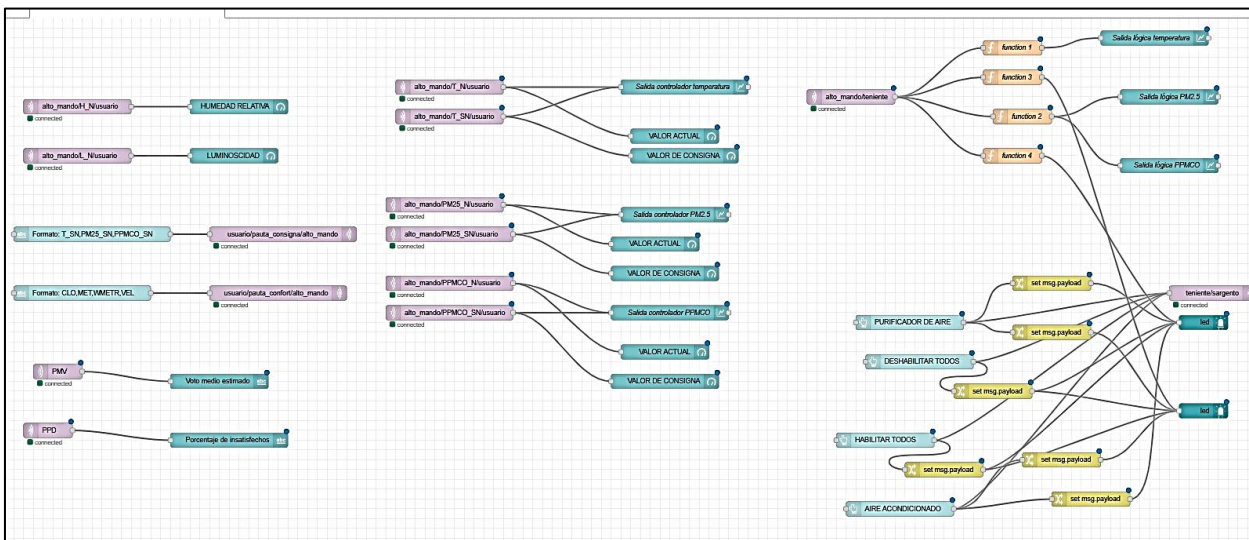 alto_mando/H_N/usuario
connected
HUMEDAD RELATIVA
alto_mando/L_N/usuario
connected
LUMINOSCIDAD
Formato: T_SN,PM25_SN,PPMCO_SN
usuario/pauta_consigna/alto_mando
connected
Formato: CLO,MET,WMETR,VEL
usuario/pauta_confort/alto_mando
connected
PMV
connected
Voto medio estimado
PPD
connected
Porcentaje de insatisfechos
alto_mando/T_N/usuario
connected
Salida controlador temperatura
alto_mando/T_SN/usuario
connected
VALOR ACTUAL
VALOR DE CONSIGNA
alto_mando/PM25_N/usuario
connected
Salida controlador PM2.5
alto_mando/PM25_SN/usuario
connected
VALOR ACTUAL
VALOR DE CONSIGNA
alto_mando/PPMCO_N/usuario
connected
Salida controlador PPMCO
alto_mando/PPMCO_SN/usuario
connected
VALOR ACTUAL
VALOR DE CONSIGNA
alto_mando/teniente
connected
function 1
function 3
function 2
function 4
Salida lógica temperatura
Salida lógica PM2.5
Salida lógica PPMCO
PURIFICADOR DE AIRE
set msg.payload
set msg.payload
teniente/sargento
connected
led
DESHABILITAR TODOS
set msg.payload
led
HABILITAR TODOS
set msg.payload
set msg.payload
AIRE ACONDICIONADO
set msg.payload